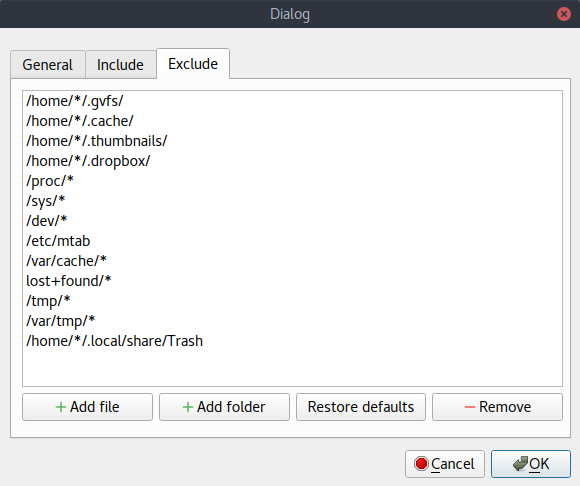 Dialog
General Include Exclude
/home/*/.gvfs/
/home/*/.cache/
/home/*/.thumbnails/
/home/*/.dropbox/
/proc/*
/sys/*
/dev/*
/etc/mtab
/var/cache/*
lost+found/*
/tmp/*
/var/tmp/*
/home/*/.local/share/Trash
Add file Add folder Restore defaults Remove
Cancel OK